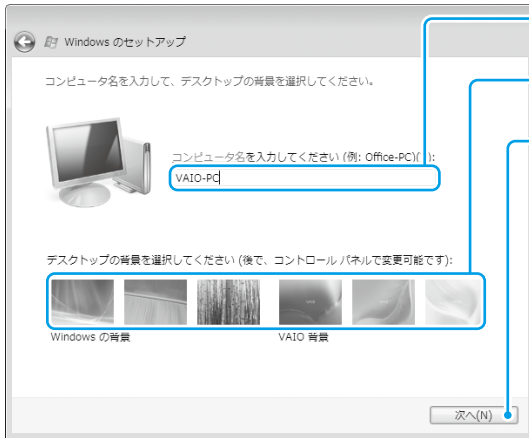 Windows のセットアップ
コンピュータ名を入力して、デスクトップの背景を選択してください。
コンピュータ名を入力してください (例: Office-PC)( ):
VAIO-PC
デスクトップの背景を選択してください (後で、コントロール パネルで変更可能です):
Windows の背景
VAIO 背景
次へ(N)